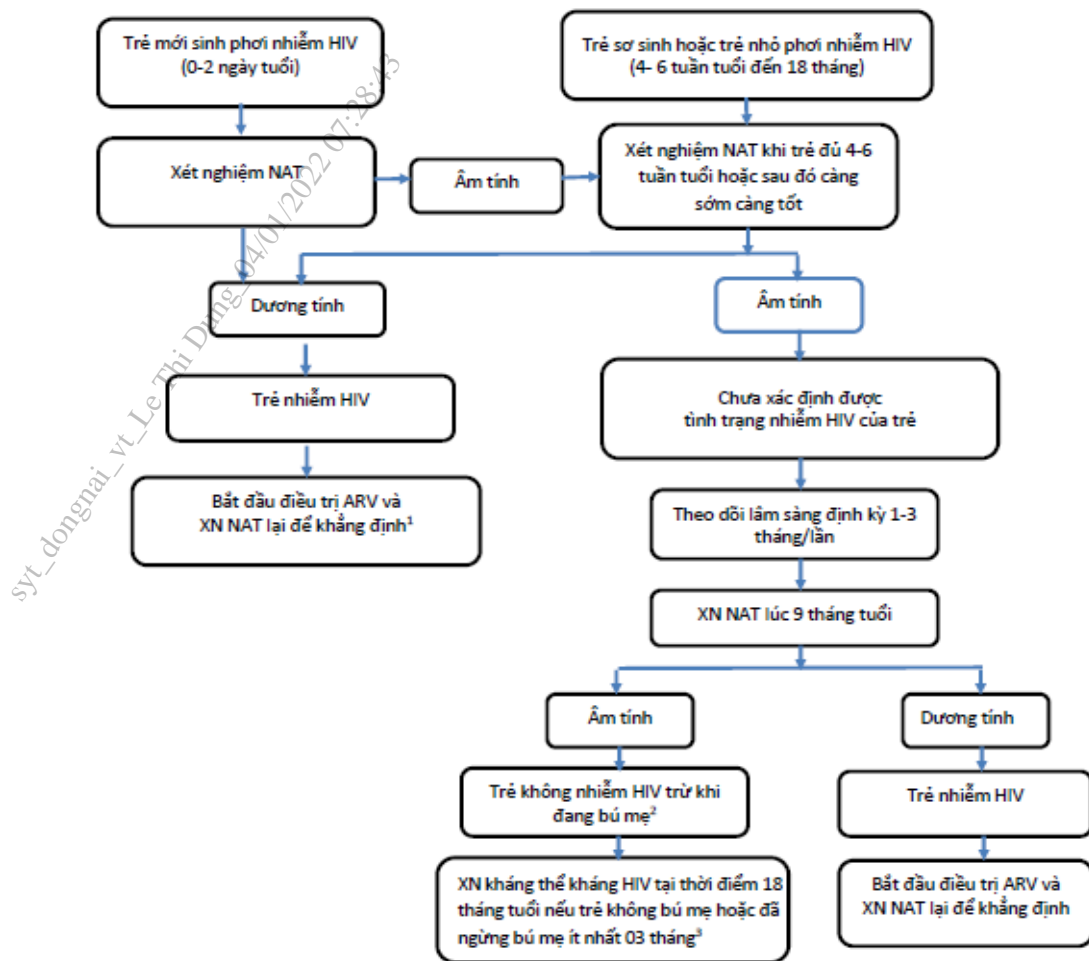 Trẻ mới sinh phơi nhiễm HIV
(0-2 ngày tuổi)
Trẻ sơ sinh hoặc trẻ nhỏ phơi nhiễm HIV
(4- 6 tuần tuổi đến 18 tháng)
Xét nghiệm NAT
Âm tính
Xét nghiệm NAT khi trẻ đủ 4-6
tuần tuổi hoặc sau đó càng
sớm càng tốt
Dương tính
Âm tính
Trẻ nhiễm HIV
Chưa xác định được
tình trạng nhiễm HIV của trẻ
Bắt đầu điều trị ARV và
XN NAT lại để khẳng định¹
Theo dõi lâm sàng định kỳ 1-3
tháng/lần
XN NAT lúc 9 tháng tuổi
Âm tính
Dương tính
Trẻ không nhiễm HIV trừ khi
đang bú mẹ²
Trẻ nhiễm HIV
XN kháng thể kháng HIV tại thời điểm 18
tháng tuổi nếu trẻ không bú mẹ hoặc đã
ngừng bú mẹ ít nhất 03 tháng³
Bắt đầu điều trị ARV và
XN NAT lại để khẳng định
syt_dongnai_vt_Le Thi Dung_04/01/2022 07:28:43